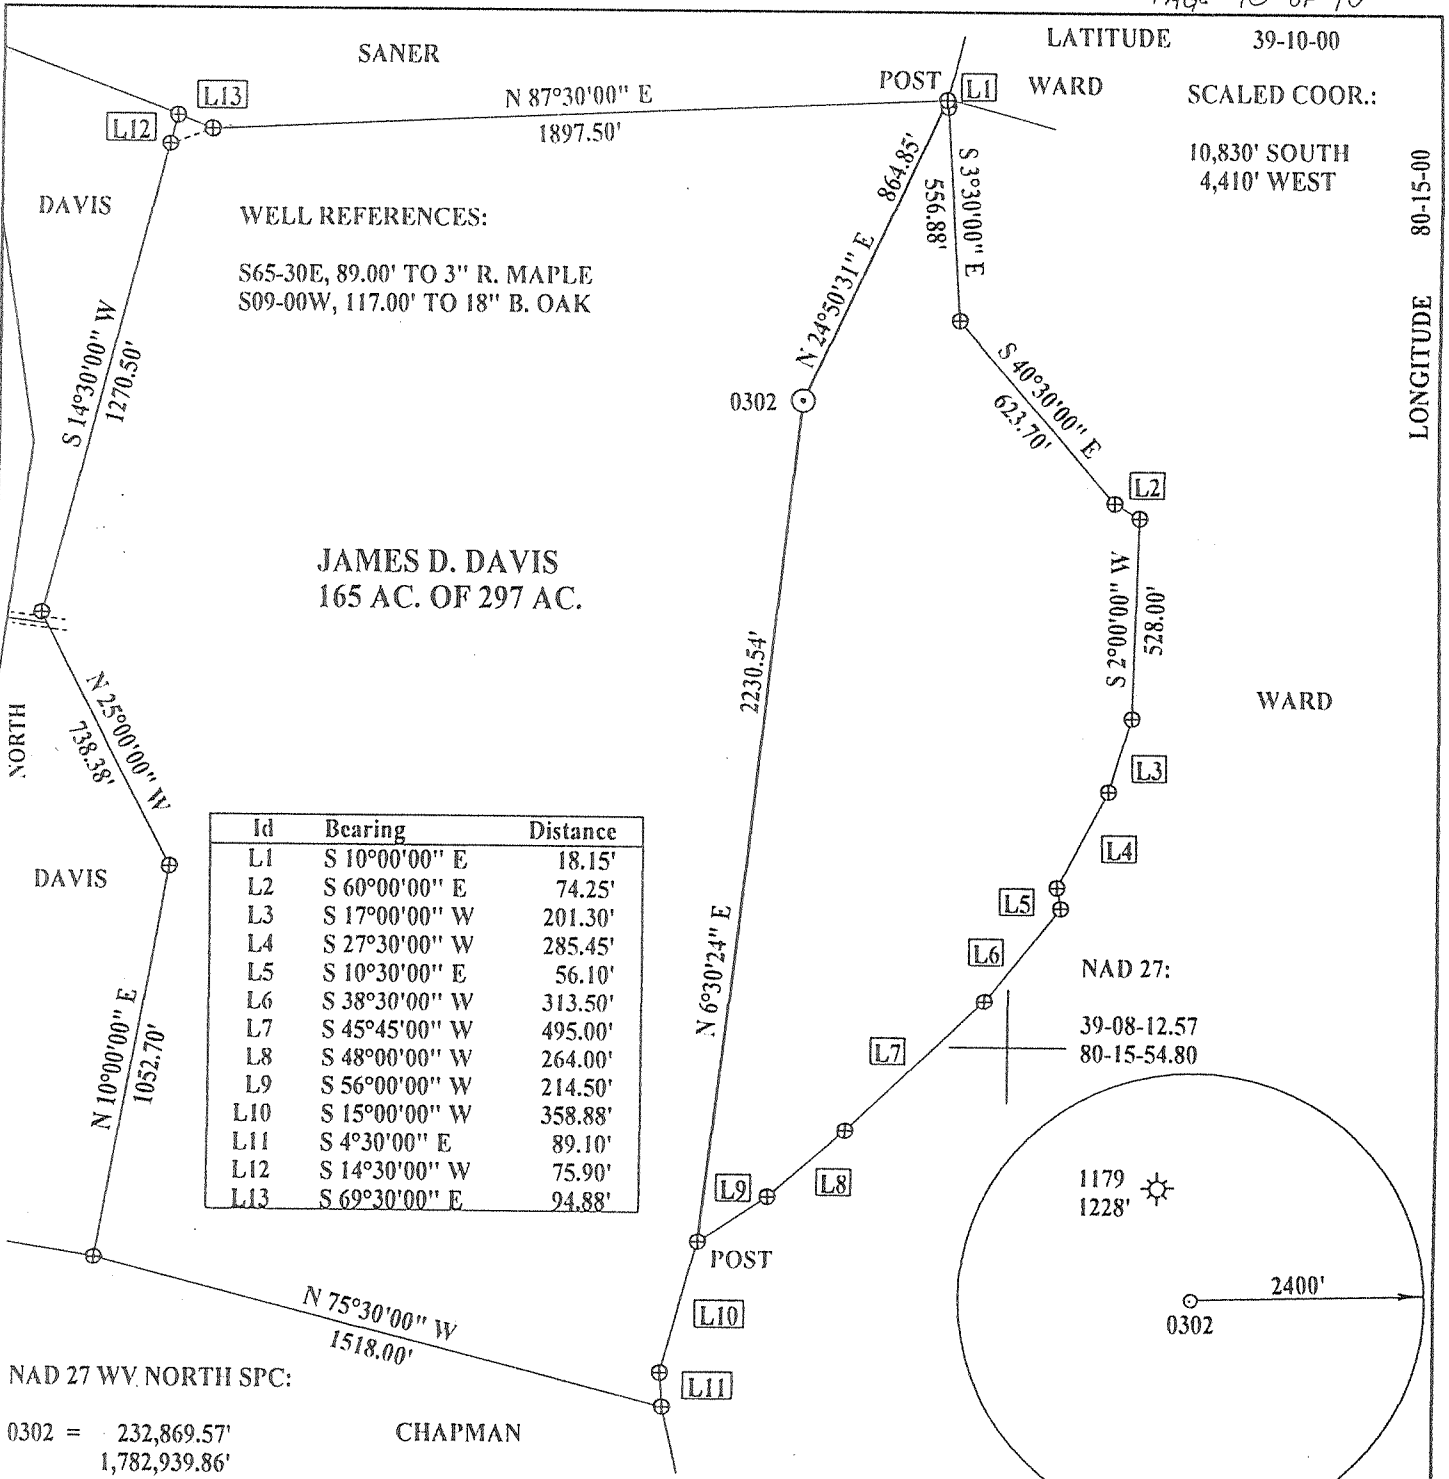 PAGE 10 OF 10
LATITUDE 39-10-00
SANER
POST L1 WARD
SCALED COOR.:
10,830' SOUTH
4,410' WEST
LONGITUDE 80-15-00
L13
N 87°30'00" E
1897.50'
L12
DAVIS
WELL REFERENCES:
S65-30E, 89.00' TO 3" R. MAPLE
S09-00W, 117.00' TO 18" B. OAK
N 24°50'31" E
864.85'
S 3°30'00" E
556.88'
S 14°30'00" W
1270.50'
0302
S 40°30'00" E
623.70'
L2
JAMES D. DAVIS
165 AC. OF 297 AC.
S 2°00'00" W
528.00'
N 6°30'24" E
2230.54'
WARD
NORTH
N 25°00'00" W
738.38'
L3
L4
DAVIS
L5
L6
Id Bearing Distance
L1 S 10°00'00" E 18.15'
L2 S 60°00'00" E 74.25'
L3 S 17°00'00" W 201.30'
L4 S 27°30'00" W 285.45'
L5 S 10°30'00" E 56.10'
L6 S 38°30'00" W 313.50'
L7 S 45°45'00" W 495.00'
L8 S 48°00'00" W 264.00'
L9 S 56°00'00" W 214.50'
L10 S 15°00'00" W 358.88'
L11 S 4°30'00" E 89.10'
L12 S 14°30'00" W 75.90'
L13 S 69°30'00" E 94.88'
NAD 27:
39-08-12.57
80-15-54.80
N 10°00'00" E
1052.70'
L7
L8
L9
POST
1179
1228'
2400'
0302
L10
N 75°30'00" W
1518.00'
L11
NAD 27 WV NORTH SPC:
0302 = 232,869.57'
1,782,939.86'
CHAPMAN